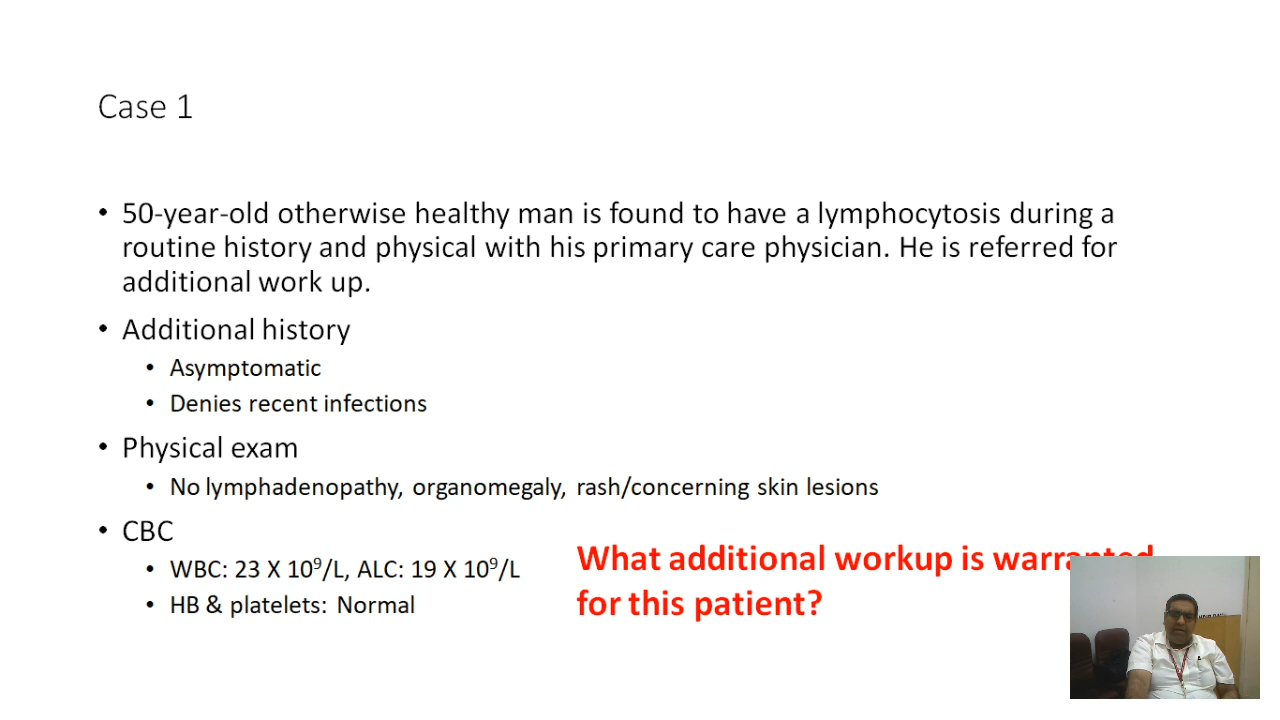 Case 1
• 50-year-old otherwise healthy man is found to have a lymphocytosis during a
routine history and physical with his primary care physician. He is referred for
additional work up.
• Additional history
• Asymptomatic
• Denies recent infections
• Physical exam
• No lymphadenopathy, organomegaly, rash/concerning skin lesions
• CBC
• WBC: 23 X 10⁹/L, ALC: 19 X 10⁹/L
• HB & platelets: Normal
What additional workup is warranted
for this patient?